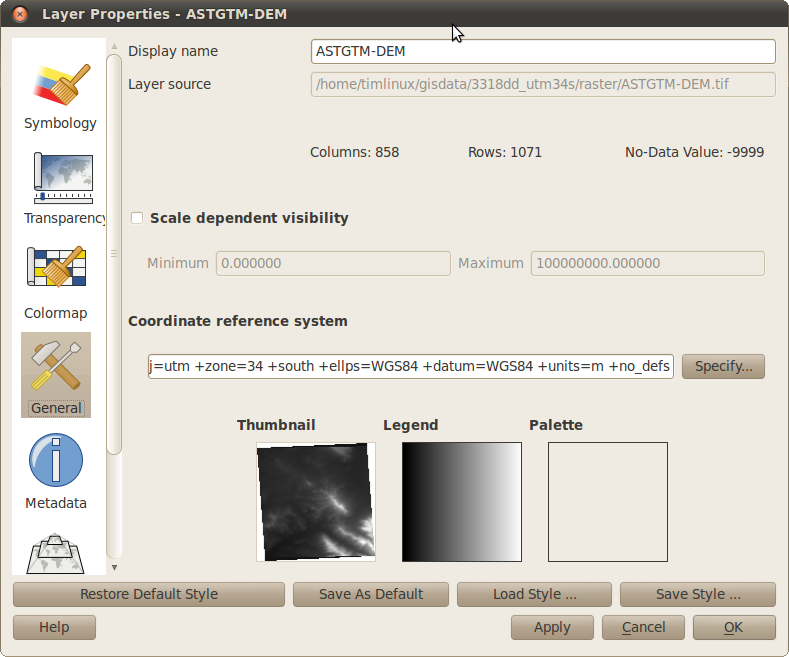 Layer Properties - ASTGTM-DEM
Display name ASTGTM-DEM
Layer source /home/timlinux/gisdata/3318dd_utm34s/raster/ASTGTM-DEM.tif
Symbology
Columns: 858 Rows: 1071 No-Data Value: -9999
Transparency
Scale dependent visibility
Minimum 0.000000 Maximum 100000000.000000
Colormap
Coordinate reference system
j=utm +zone=34 +south +ellps=WGS84 +datum=WGS84 +units=m +no_defs Specify...
General
Thumbnail Legend Palette
Metadata
Restore Default Style Save As Default Load Style ... Save Style ...
Help Apply Cancel OK